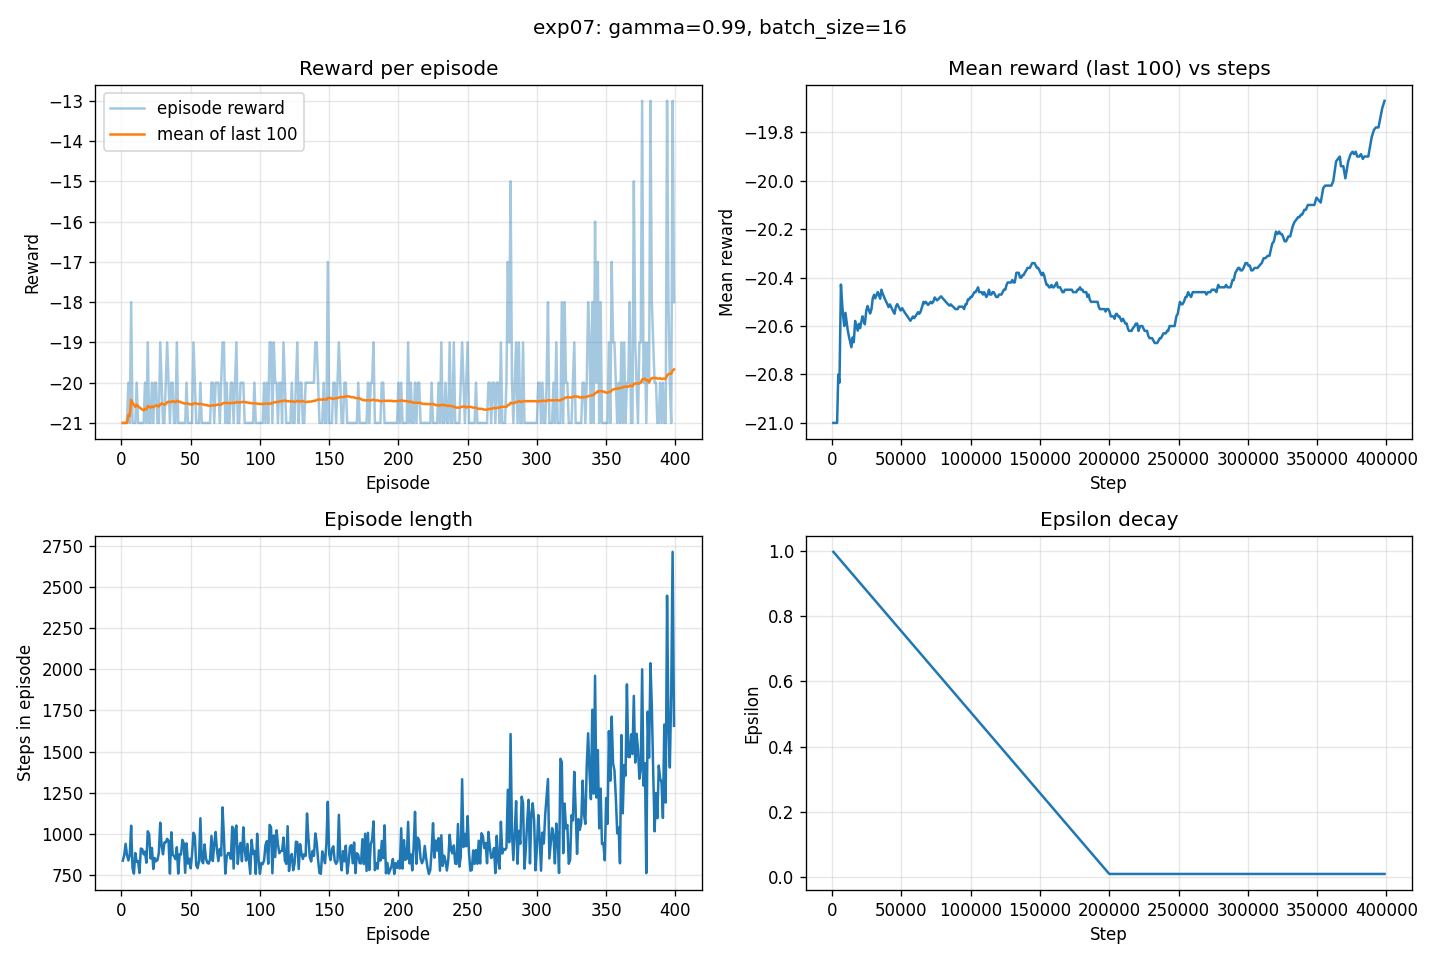 exp07: gamma=0.99, batch_size=16
Reward per episode
episode reward
mean of last 100
−13
−14
−15
−16
−17
−18
−19
−20
−21
Reward
0 50 100 150 200 250 300 350 400
Episode
Mean reward (last 100) vs steps
−19.8
−20.0
−20.2
−20.4
−20.6
−20.8
−21.0
Mean reward
0 50000 100000 150000 200000 250000 300000 350000 400000
Step
Episode length
2750
2500
2250
2000
1750
1500
1250
1000
750
Steps in episode
0 50 100 150 200 250 300 350 400
Episode
Epsilon decay
1.0
0.8
0.6
0.4
0.2
0.0
Epsilon
0 50000 100000 150000 200000 250000 300000 350000 400000
Step